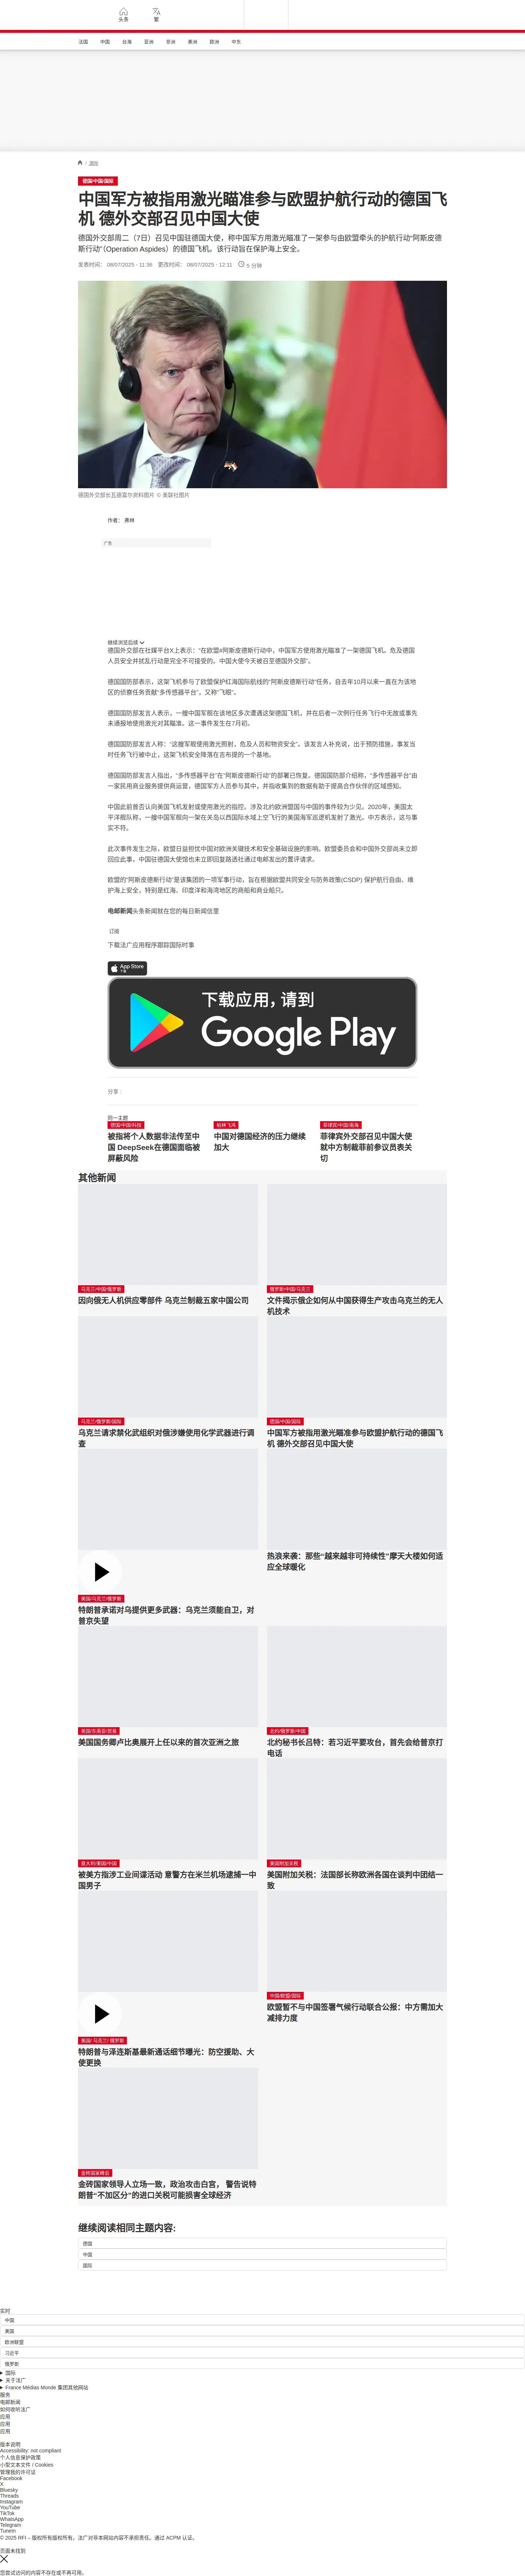 头条
繁
法国
中国
台海
亚洲
非洲
美洲
欧洲
中东
/ 国际
德国/中国/国际
中国军方被指用激光瞄准参与欧盟护航行动的德国飞
机 德外交部召见中国大使
德国外交部周二（7日）召见中国驻德国大使，称中国军方用激光瞄准了一架参与由欧盟牵头的护航行动“阿斯皮德
斯行动”（Operation Aspides）的德国飞机。该行动旨在保护海上安全。
发表时间： 08/07/2025 - 11:36 更改时间： 08/07/2025 - 12:11 5 分钟
德国外交部长瓦德富尔资料图片 © 美联社图片
作者： 弗林
广告
继续浏览后续
德国外交部在社媒平台X上表示：“在欧盟#阿斯皮德斯行动中，中国军方使用激光瞄准了一架德国飞机。危及德国
人员安全并扰乱行动是完全不可接受的。中国大使今天被召至德国外交部”。
德国国防部表示，这架飞机参与了欧盟保护红海国际航线的“阿斯皮德斯行动”任务，自去年10月以来一直在为该地
区的侦察任务贡献“多传感器平台”，又称“飞眼”。
德国国防部发言人表示，一艘中国军舰在该地区多次遭遇这架德国飞机，并在后者一次例行任务飞行中无故或事先
未通报地使用激光对其瞄准。这一事件发生在7月初。
德国国防部发言人称：“这艘军舰使用激光照射，危及人员和物资安全”。该发言人补充说，出于预防措施，事发当
时任务飞行被中止，这架飞机安全降落在吉布提的一个基地。
德国国防部发言人指出，“多传感器平台”在“阿斯皮德斯行动”的部署已恢复。德国国防部介绍称，“多传感器平台”由
一家民用商业服务提供商运营，德国军方人员参与其中，并指收集到的数据有助于提高合作伙伴的区域感知。
中国此前曾否认向美国飞机发射或使用激光的指控。涉及北约欧洲盟国与中国的事件较为少见。2020年，美国太
平洋舰队称，一艘中国军舰向一架在关岛以西国际水域上空飞行的美国海军巡逻机发射了激光。中方表示，这与事
实不符。
此次事件发生之际，欧盟日益担忧中国对欧洲关键技术和安全基础设施的影响。欧盟委员会和中国外交部尚未立即
回应此事，中国驻德国大使馆也未立即回复路透社通过电邮发出的置评请求。
欧盟的“阿斯皮德斯行动”是该集团的一项军事行动，旨在根据欧盟共同安全与防务政策(CSDP) 保护航行自由、维
护海上安全，特别是红海、印度洋和海湾地区的商船和商业船只。
电邮新闻头条新闻就在您的每日新闻信里
订阅
下载法广应用程序跟踪国际时事
App Store
下载
下载应用，请到
Google Play
分享 :
同一主题
德国/中国/科技
被指将个人数据非法传至中
国 DeepSeek在德国面临被
屏蔽风险
柏林飞鸿
中国对德国经济的压力继续
加大
菲律宾/中国/南海
菲律宾外交部召见中国大使
就中方制裁菲前参议员表关
切
其他新闻
乌克兰/中国/俄罗斯
因向俄无人机供应零部件 乌克兰制裁五家中国公司
俄罗斯/中国/乌克兰
文件揭示俄企如何从中国获得生产攻击乌克兰的无人
机技术
乌克兰/俄罗斯/国际
乌克兰请求禁化武组织对俄涉嫌使用化学武器进行调
查
德国/中国/国际
中国军方被指用激光瞄准参与欧盟护航行动的德国飞
机 德外交部召见中国大使
美国/乌克兰/俄罗斯
特朗普承诺对乌提供更多武器：乌克兰须能自卫，对
普京失望
热浪来袭：那些“越来越非可持续性”摩天大楼如何适
应全球暖化
美国/东南亚/贸易
美国国务卿卢比奥展开上任以来的首次亚洲之旅
北约/俄罗斯/中国
北约秘书长吕特：若习近平要攻台，首先会给普京打
电话
意大利/美国/中国
被美方指涉工业间谍活动 意警方在米兰机场逮捕一中
国男子
美国附加关税
美国附加关税：法国部长称欧洲各国在谈判中团结一
致
美国/ 乌克兰/ 俄罗斯
特朗普与泽连斯基最新通话细节曝光：防空援助、大
使更换
中国/欧盟/国际
欧盟暂不与中国签署气候行动联合公报：中方需加大
减排力度
金砖国家峰会
金砖国家领导人立场一致，政治攻击白宫， 警告说特
朗普“不加区分”的进口关税可能损害全球经济
继续阅读相同主题内容:
德国
中国
国际
实时
中国
美国
欧洲联盟
习近平
俄罗斯
国际
关于法广
France Médias Monde 集团其他网站
服务
电邮新闻
如何收听法广
应用
应用
应用
版本说明
Accessibility: not compliant
个人信息保护政策
小型文本文件 / Cookies
管理我的许可证
Facebook
X
Bluesky
Threads
Instagram
YouTube
TikTok
WhatsApp
Telegram
TuneIn
© 2025 RFI – 版权所有版权所有。法广对非本网站内容不承担责任。通过 ACPM 认证。
页面未找到
您尝试访问的内容不存在或不再可用。